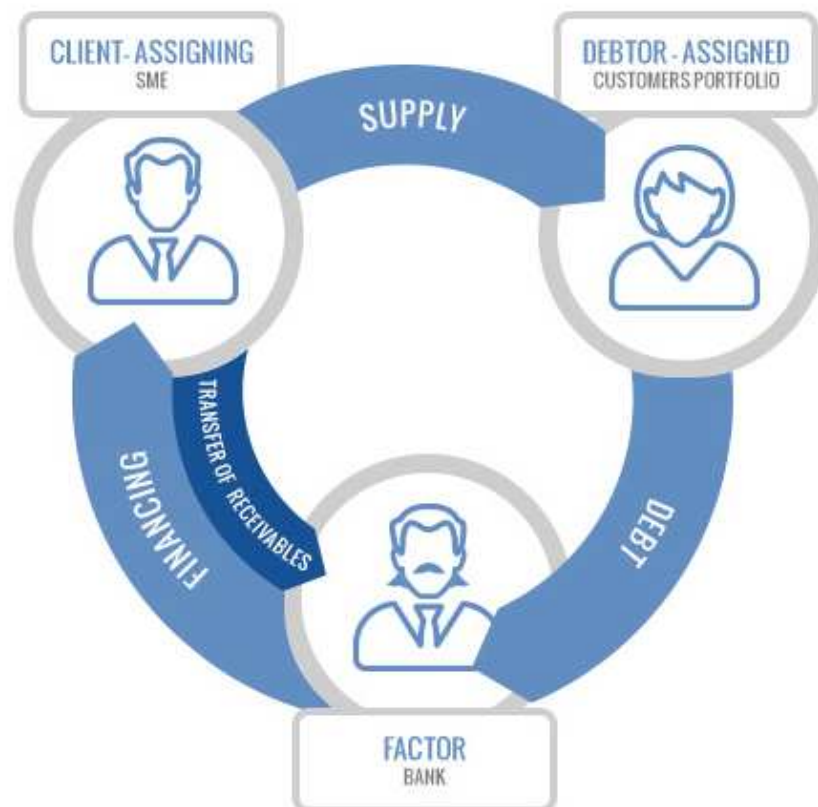 CLIENT- ASSIGNING
SME
DEBTOR - ASSIGNED
CUSTOMERS PORTFOLIO
SUPPLY
TRANSFER OF RECEIVABLES
FINANCING
DEBT
FACTOR
BANK